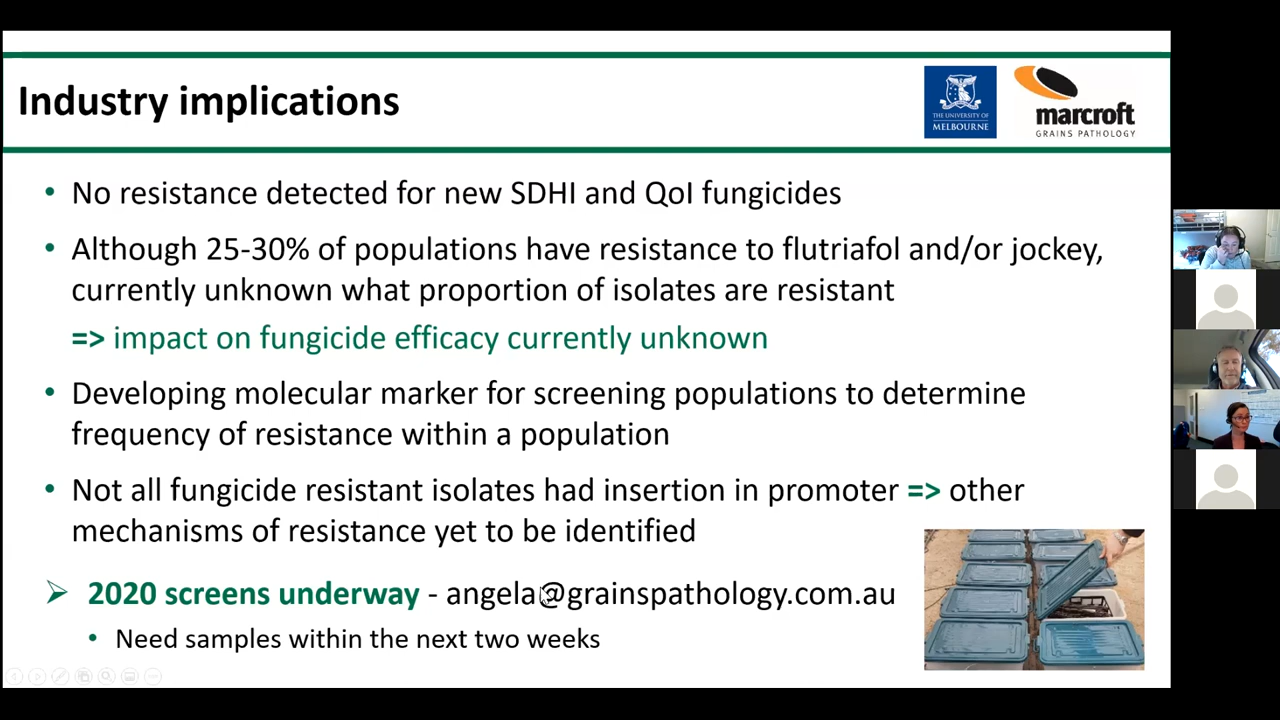 Industry implications
THE UNIVERSITY OF
MELBOURNE
marcroft
GRAINS PATHOLOGY
• No resistance detected for new SDHI and QoI fungicides
• Although 25-30% of populations have resistance to flutriafol and/or jockey,
currently unknown what proportion of isolates are resistant
=> impact on fungicide efficacy currently unknown
• Developing molecular marker for screening populations to determine
frequency of resistance within a population
• Not all fungicide resistant isolates had insertion in promoter => other
mechanisms of resistance yet to be identified
➢ 2020 screens underway - angela@grainspathology.com.au
• Need samples within the next two weeks